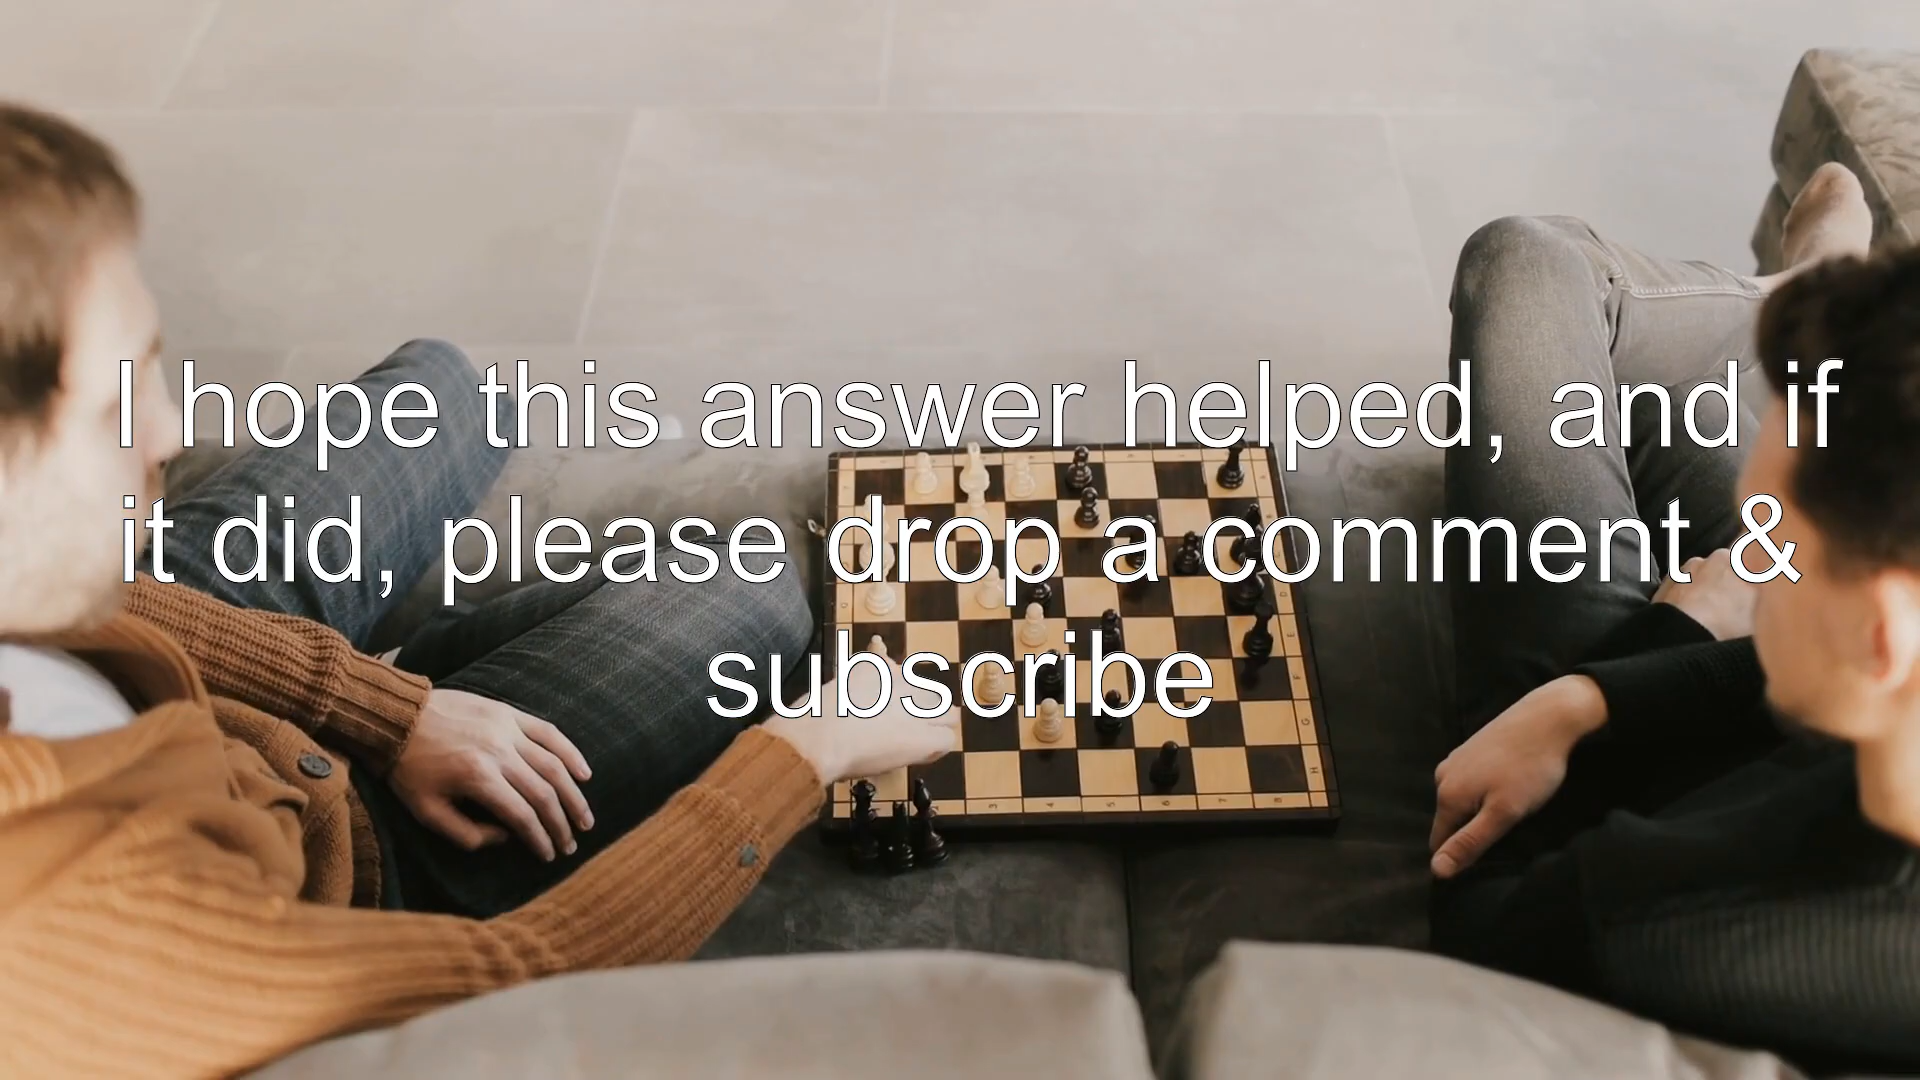 I hope this answer helped, and if
it did, please drop a comment &
subscribe